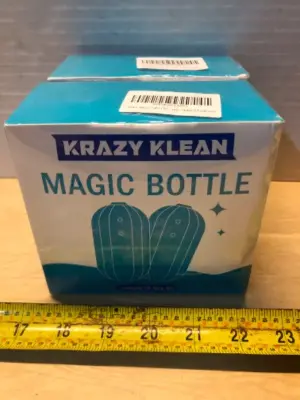 KRAZY KLEAN
MAGIC BOTTLE
17 18 19 20 21 22 23